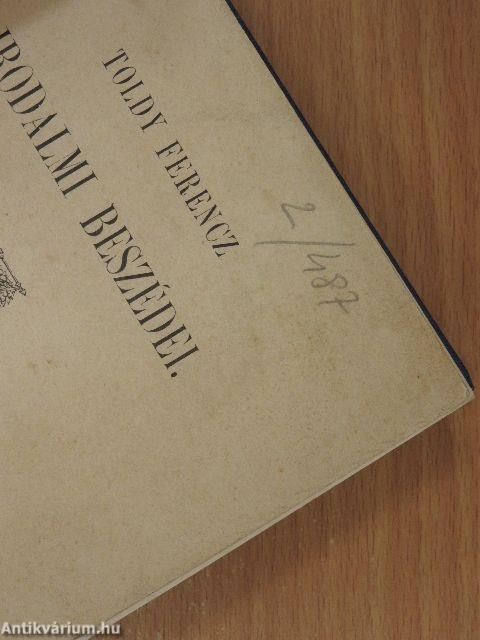 TOLDY FERENCZ
IRODALMI BESZÉDEI.
2/487
Antikvárium.hu